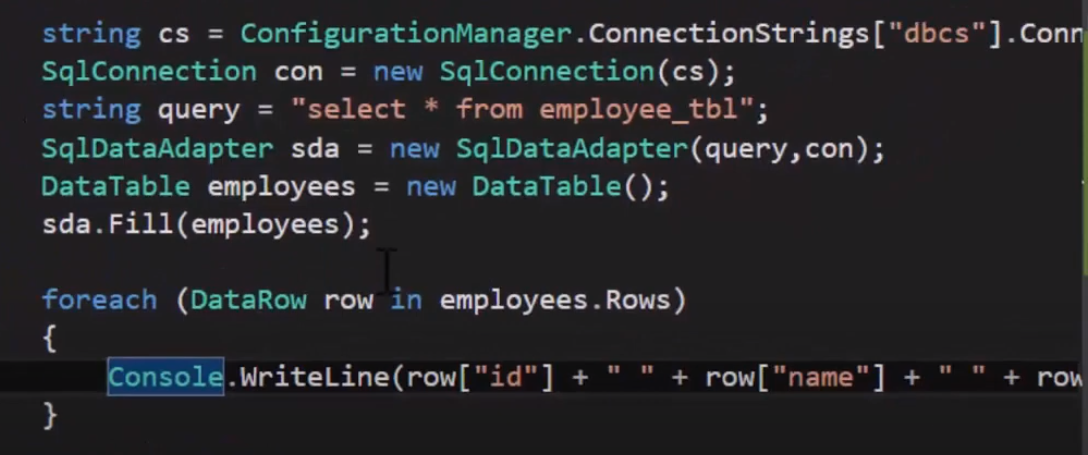 string cs = ConfigurationManager.ConnectionStrings["dbcs"].Conn
SqlConnection con = new SqlConnection(cs);
string query = "select * from employee_tbl";
SqlDataAdapter sda = new SqlDataAdapter(query,con);
DataTable employees = new DataTable();
sda.Fill(employees);
foreach (DataRow row in employees.Rows)
{
Console.WriteLine(row["id"] + " " + row["name"] + " " + row
}